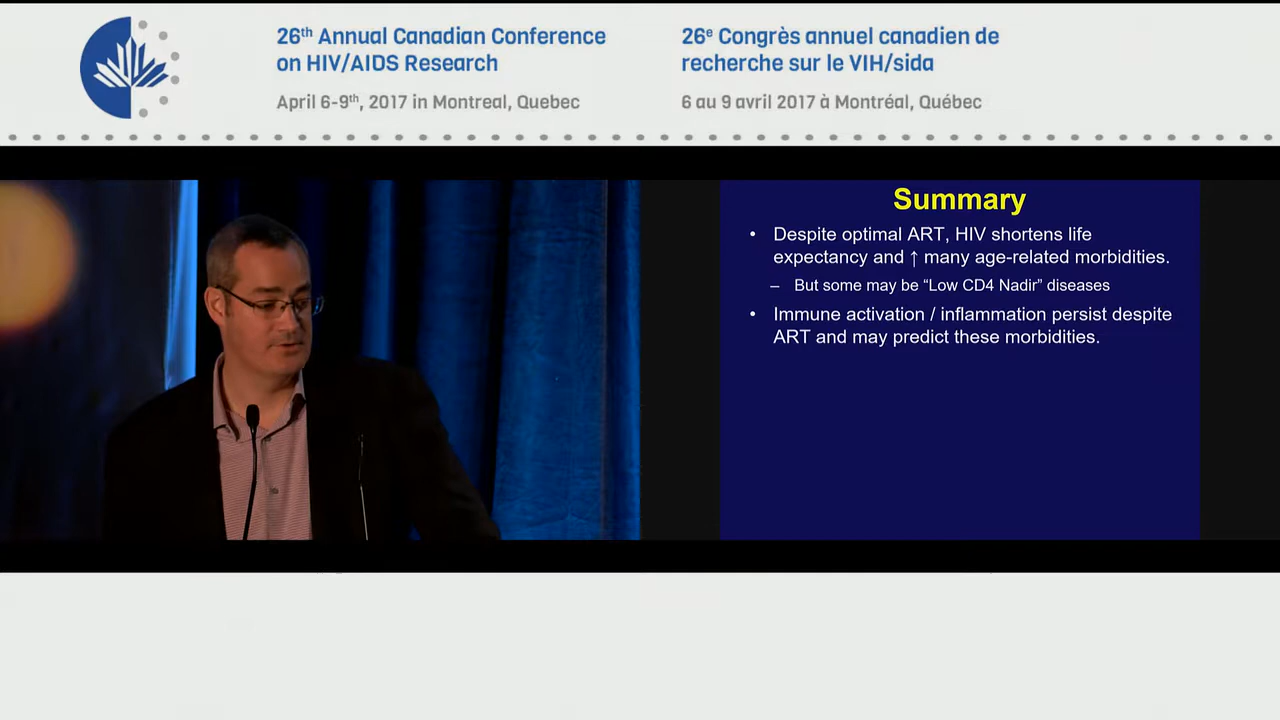 26th Annual Canadian Conference
on HIV/AIDS Research
April 6-9th, 2017 in Montreal, Quebec
26e Congrès annuel canadien de
recherche sur le VIH/sida
6 au 9 avril 2017 à Montréal, Québec
Summary
• Despite optimal ART, HIV shortens life
expectancy and ↑ many age-related morbidities.
– But some may be “Low CD4 Nadir” diseases
• Immune activation / inflammation persist despite
ART and may predict these morbidities.